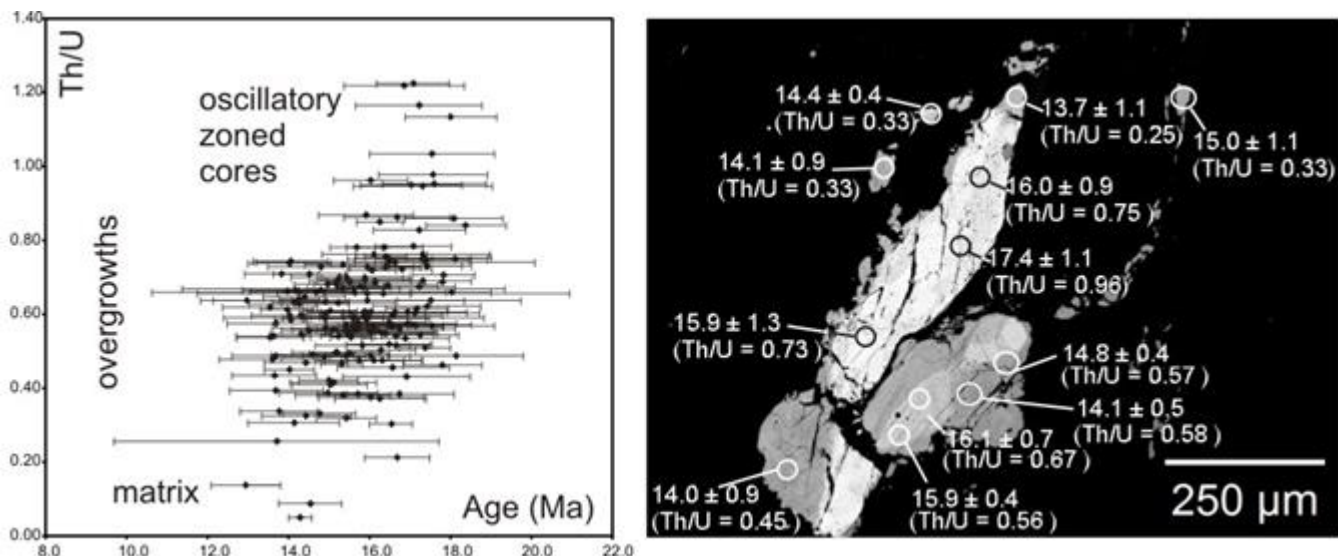 1.40
1.20
1.00
0.80
0.60
0.40
0.20
0.00
Th/U
oscillatory
zoned
cores
overgrowths
matrix
Age (Ma)
8.0
10.0
12.0
14.0
16.0
18.0
20.0
22.0
14.4 ± 0.4
.(Th/U = 0.33)
14.1 ± 0.9
(Th/U = 0.33)
13.7 ± 1.1
(Th/U = 0.25)
15.0 ± 1.1
(Th/U = 0.33)
16.0 ± 0.9
(Th/U = 0.75)
17.4 ± 1.1
(Th/U = 0.96)
15.9 ± 1.3
(Th/U = 0.73)
14.8 ± 0.4
(Th/U = 0.57)
14.1 ± 0.5
(Th/U = 0.58 )
16.1 ± 0.7
(Th/U = 0.67)
15.9 ± 0.4
(Th/U = 0.56 )
14.0 ± 0.9
(Th/U = 0.45.)
250 µm